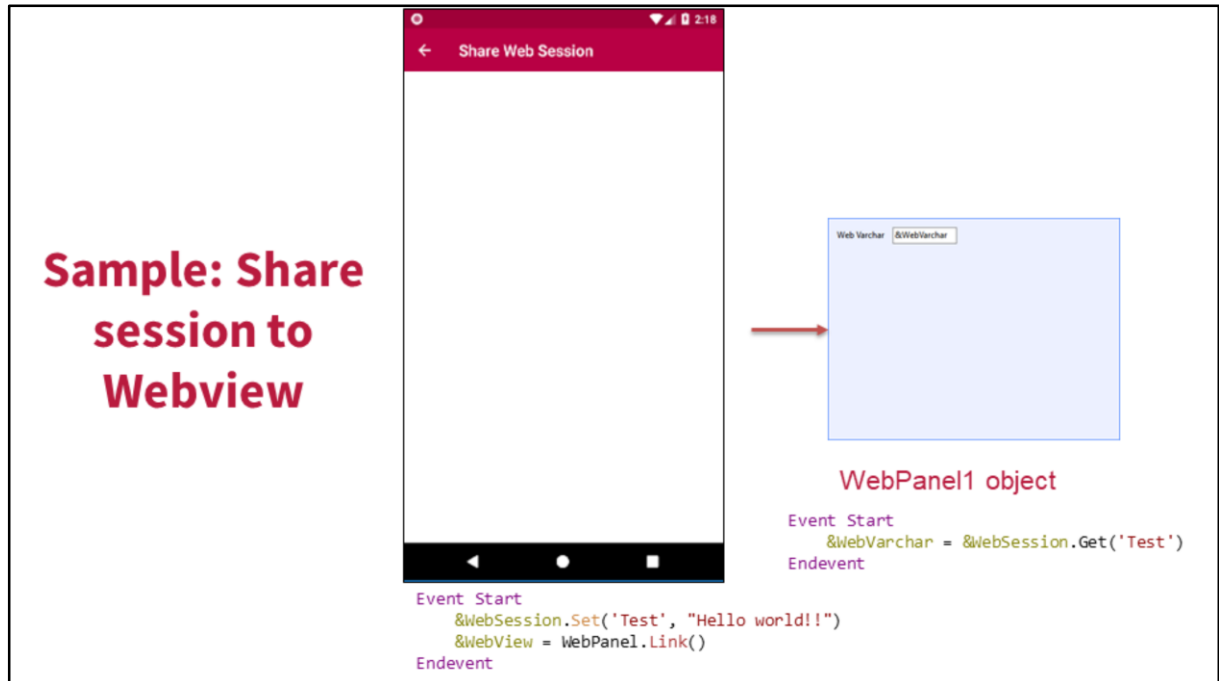 Sample: Share
session to
Webview
2:18
Share Web Session
Event Start
&WebSession.Set('Test', "Hello world!!")
&WebView = WebPanel.Link()
Endevent
Web Varchar &WebVarchar
WebPanel1 object
Event Start
&WebVarchar = &WebSession.Get('Test')
Endevent